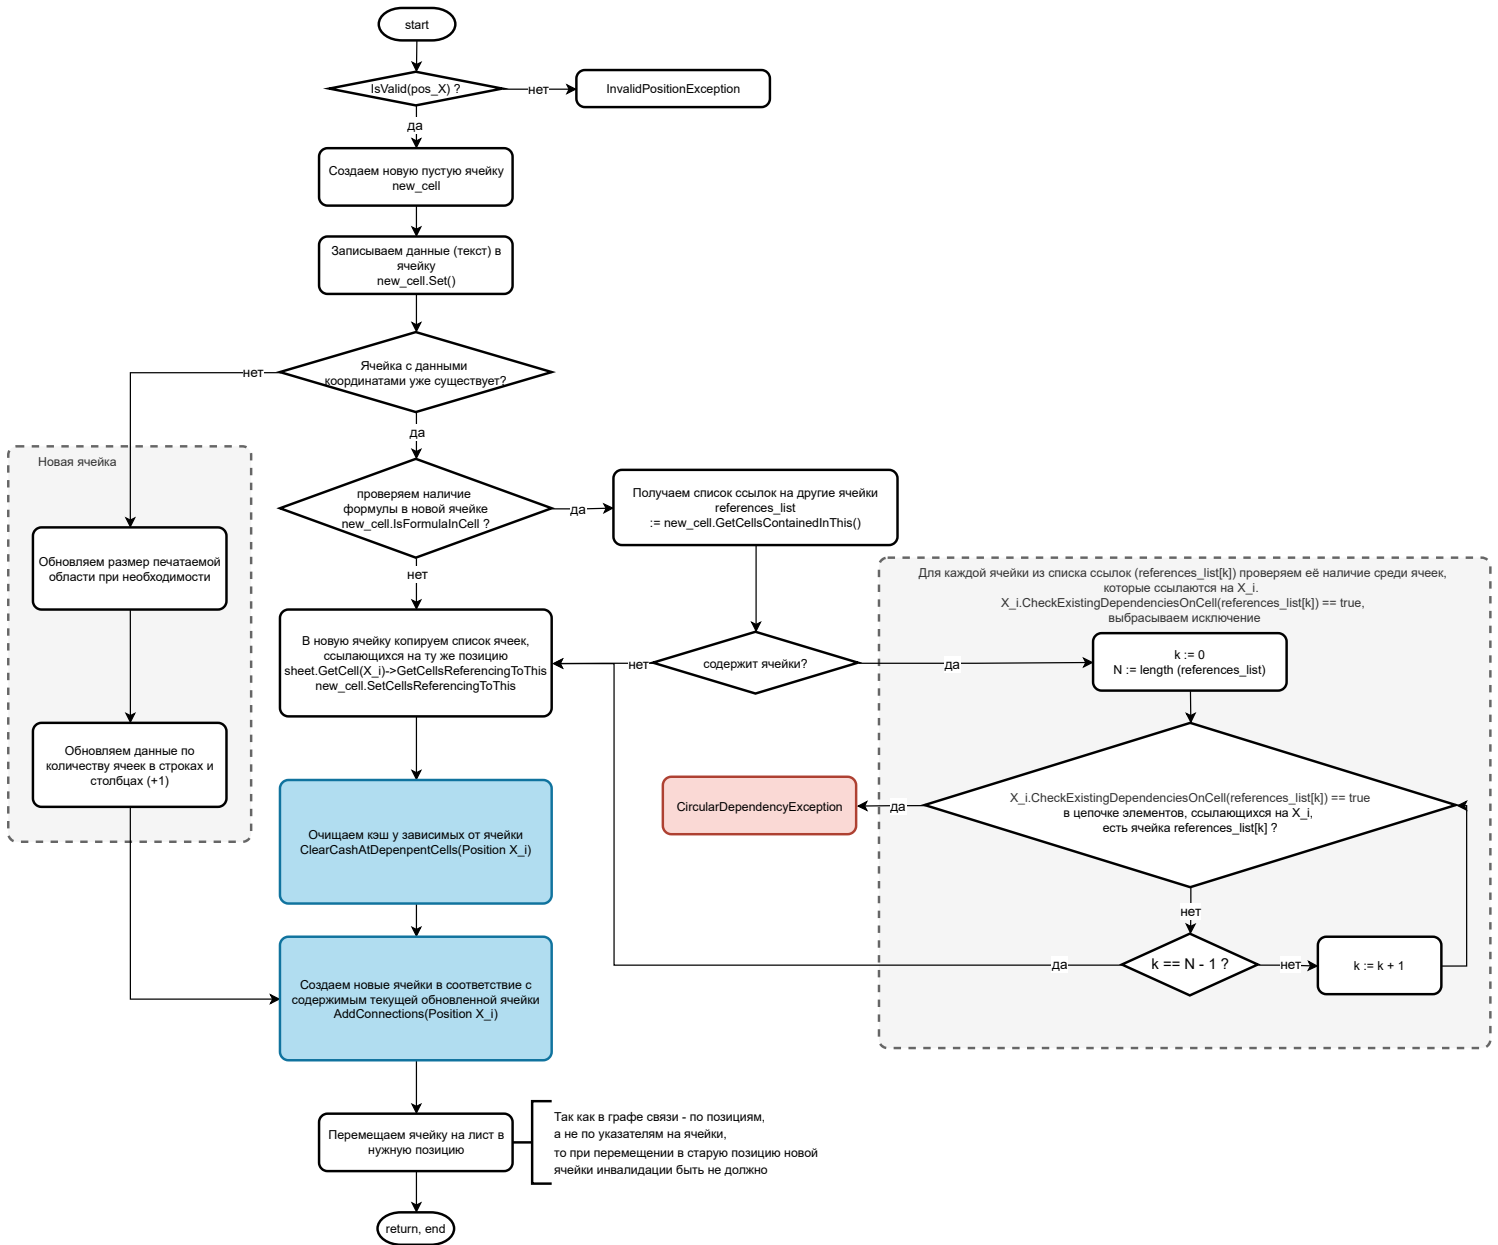 start
IsValid(pos_X) ?
нет
InvalidPositionException
да
Создаем новую пустую ячейку
new_cell
Записываем данные (текст) в
ячейку
new_cell.Set()
Ячейка с данными
координатами уже существует?
нет
да
Новая ячейка
Обновляем размер печатаемой
области при необходимости
Обновляем данные по
количеству ячеек в строках и
столбцах (+1)
проверяем наличие
формулы в новой ячейке
new_cell.IsFormulaInCell ?
да
нет
Получаем список ссылок на другие ячейки
references_list
:= new_cell.GetCellsContainedInThis()
содержит ячейки?
нет
да
Для каждой ячейки из списка ссылок (references_list[k]) проверяем её наличие среди ячеек,
которые ссылаются на X_i.
X_i.CheckExistingDependenciesOnCell(references_list[k]) == true,
выбрасываем исключение
k := 0
N := length (references_list)
X_i.CheckExistingDependenciesOnCell(references_list[k]) == true
в цепочке элементов, ссылающихся на X_i,
есть ячейка references_list[k] ?
да
CircularDependencyException
нет
k == N - 1 ?
да
нет
k := k + 1
В новую ячейку копируем список ячеек,
ссылающихся на ту же позицию
sheet.GetCell(X_i)->GetCellsReferencingToThis
new_cell.SetCellsReferencingToThis
Очищаем кэш у зависимых от ячейки
ClearCashAtDepenpentCells(Position X_i)
Создаем новые ячейки в соответствие с
содержимым текущей обновленной ячейки
AddConnections(Position X_i)
Перемещаем ячейку на лист в
нужную позицию
Так как в графе связи - по позициям,
а не по указателям на ячейки,
то при перемещении в старую позицию новой
ячейки инвалидации быть не должно
return, end